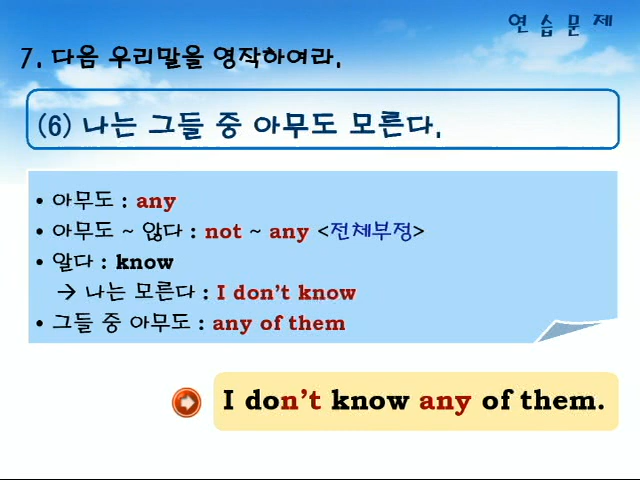 연습문제
7. 다음 우리말을 영작하여라.
(6) 나는 그들 중 아무도 모른다.
• 아무도 : any
• 아무도 ~ 않다 : not ~ any <전체부정>
• 알다 : know
→ 나는 모른다 : I don't know
• 그들 중 아무도 : any of them
I don't know any of them.